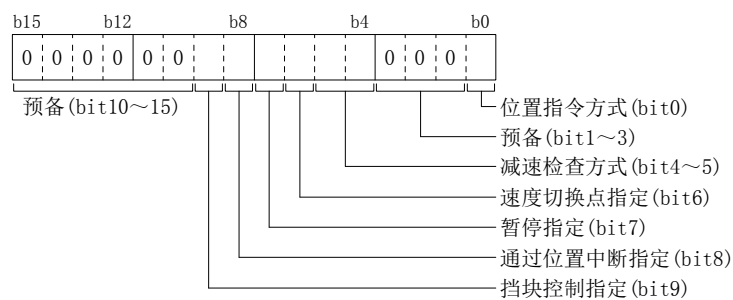 b15 b12 b8 b4 b0
0 0 0 0 0 0 0 0 0
预备(bit10～15)
位置指令方式(bit0)
预备(bit1～3)
减速检查方式(bit4～5)
速度切换点指定(bit6)
暂停指定(bit7)
通过位置中断指定(bit8)
挡块控制指定(bit9)